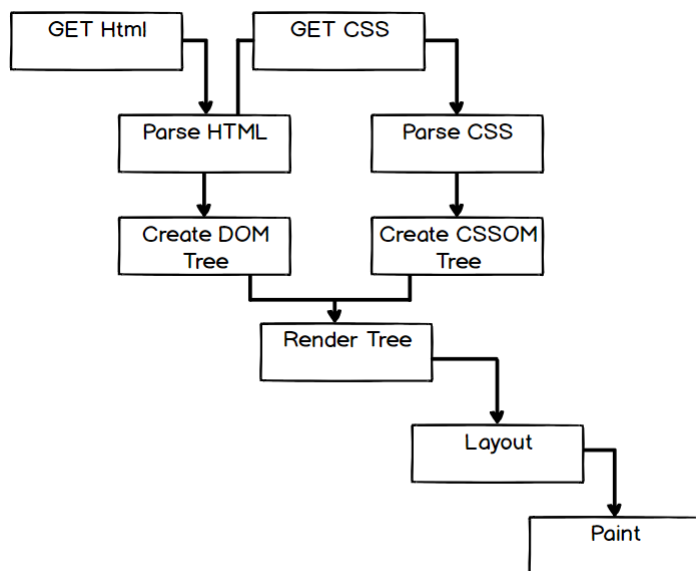 GET Html
GET CSS
Parse HTML
Parse CSS
Create DOM
Tree
Create CSSOM
Tree
Render Tree
Layout
Paint